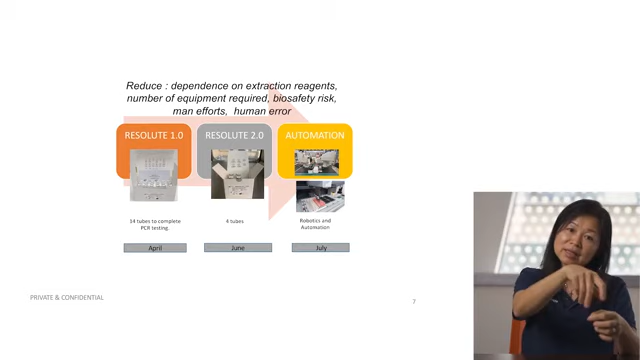 Reduce : dependence on extraction reagents,
number of equipment required, biosafety risk,
man efforts,  human error
RESOLUTE 1.0
RESOLUTE 2.0
AUTOMATION
14 tubes to complete
PCR testing.
4 tubes
Robotics and
Automation
April
June
July
PRIVATE & CONFIDENTIAL
7